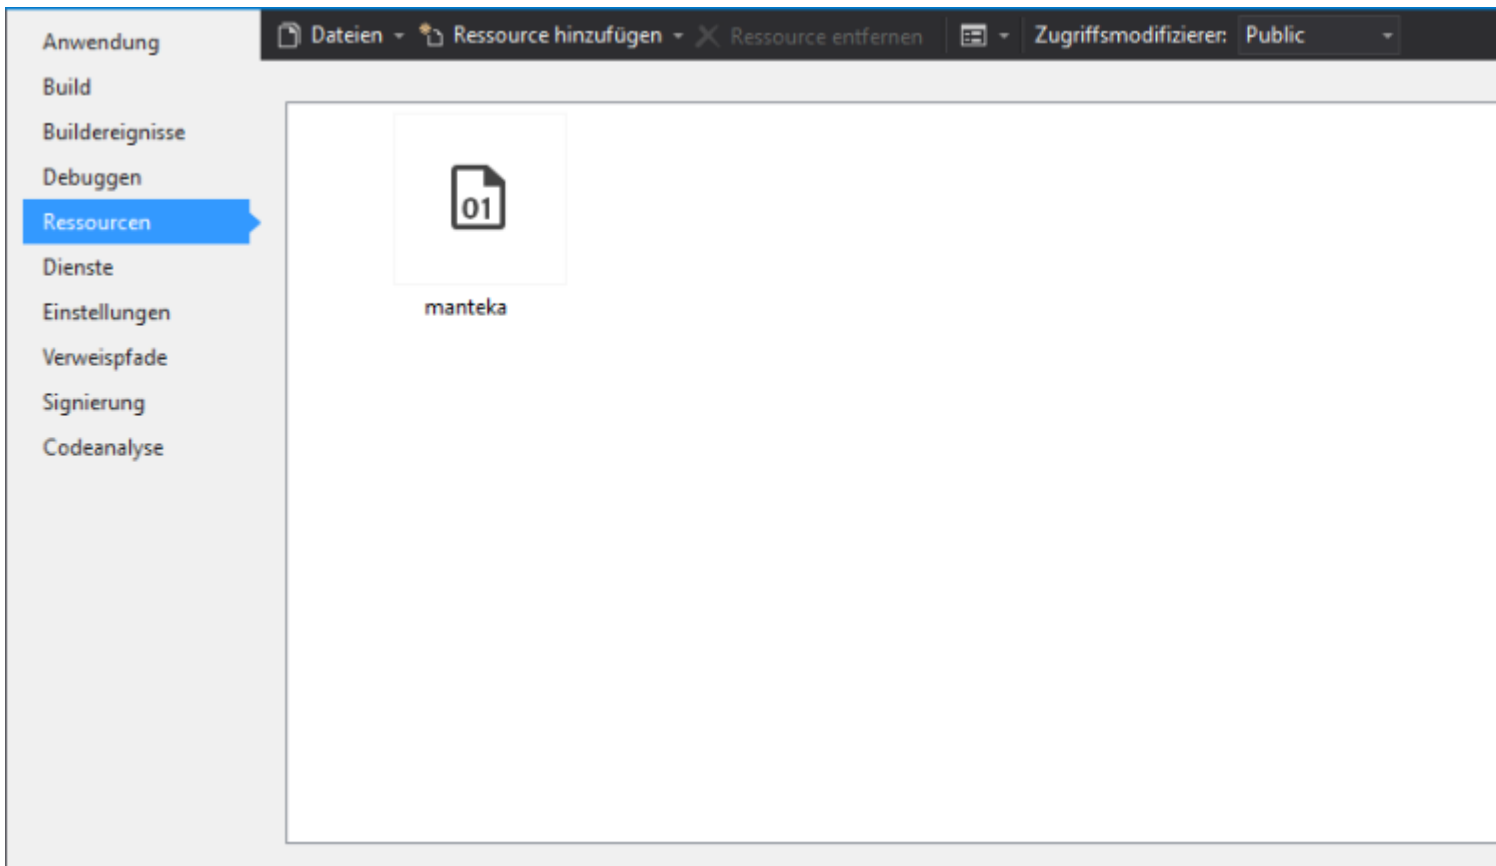 Dateien Ressource hinzufügen Ressource entfernen Zugriffsmodifizierer: Public
Anwendung
Build
Buildereignisse
Debuggen
Ressourcen
Dienste
Einstellungen
Verweispfade
Signierung
Codeanalyse
01
manteka